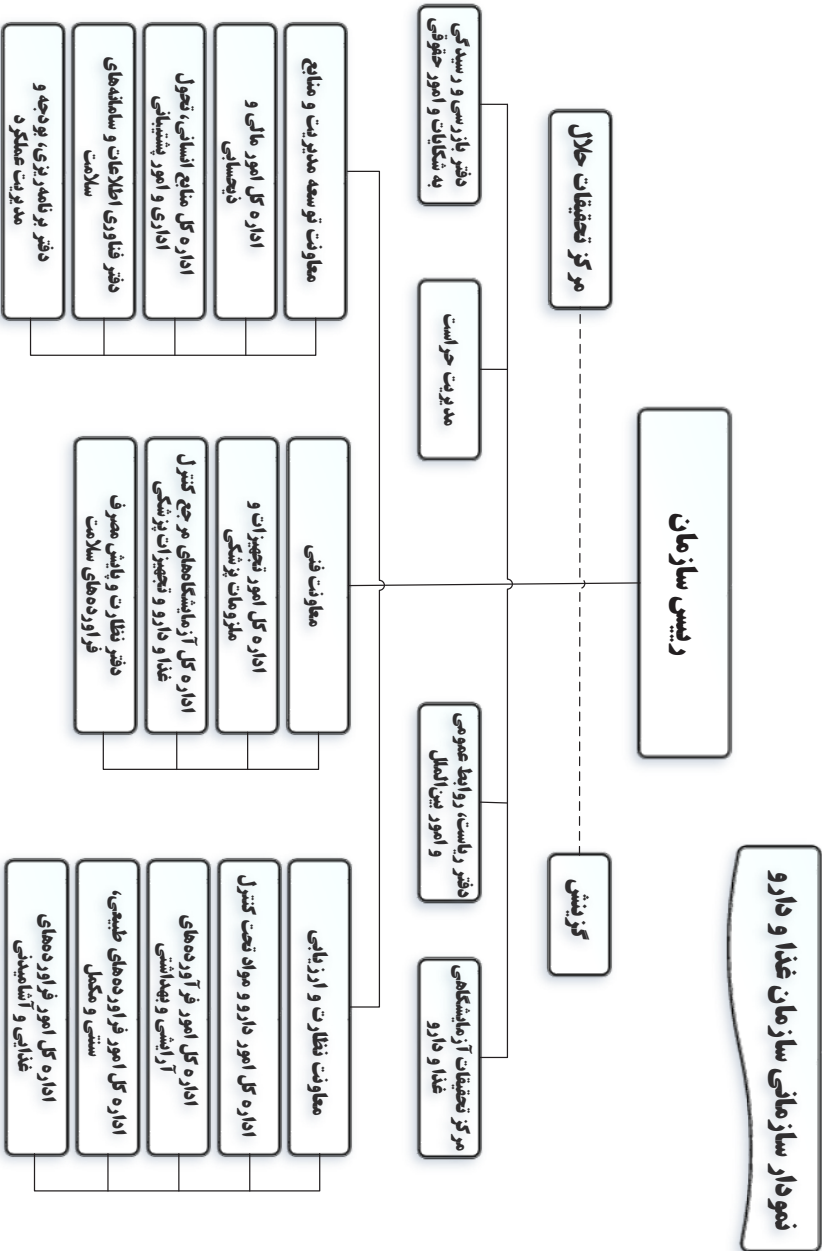 نمودار سازمانی سازمان غذا و دارو
رییس سازمان
گزینش
مرکز تحقیقات حلال
مرکز تحقیقات آزمایشگاهی
غذا و دارو
دفتر ریاست، روابط عمومی
و امور بین‌الملل
مدیریت حراست
دفتر بازرسی و رسیدگی
به شکایات و امور حقوقی
معاونت نظارت و ارزیابی
اداره کل امور دارو و مواد تحت کنترل
اداره کل امور فرآورده‌های
آرایشی و بهداشتی
اداره کل امور فراورده‌های طبیعی،
سنتی و مکمل
اداره کل امور فراورده‌های
غذایی و آشامیدنی
معاونت فنی
اداره کل امور تجهیزات و
ملزومات پزشکی
اداره کل آزمایشگاه‌های مرجع کنترل
غذا و دارو و تجهیزات پزشکی
دفتر نظارت و پایش مصرف
فراورده‌های سلامت
معاونت توسعه مدیریت و منابع
اداره کل امور مالی و
ذیحسابی
اداره کل منابع انسانی، تحول
اداری و امور پشتیبانی
دفتر فناوری اطلاعات و سامانه‌های
سلامت
دفتر برنامه‌ریزی، بودجه و
مدیریت عملکرد